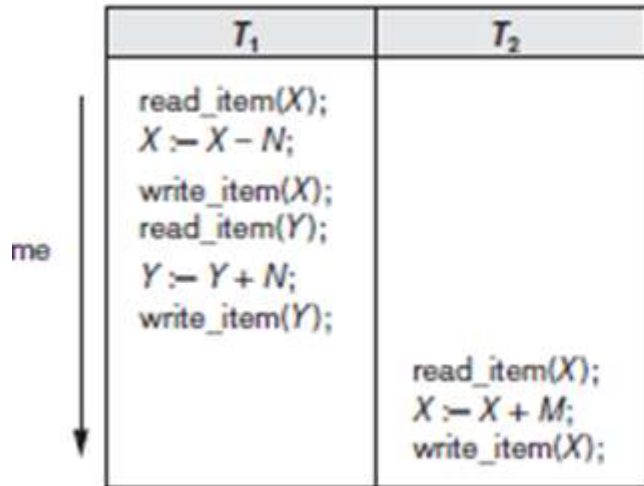 T1 T2
read_item(X);
X := X – N;
write_item(X);
read_item(Y);
me
Y := Y + N;
write_item(Y);
read_item(X);
X := X + M;
write_item(X);